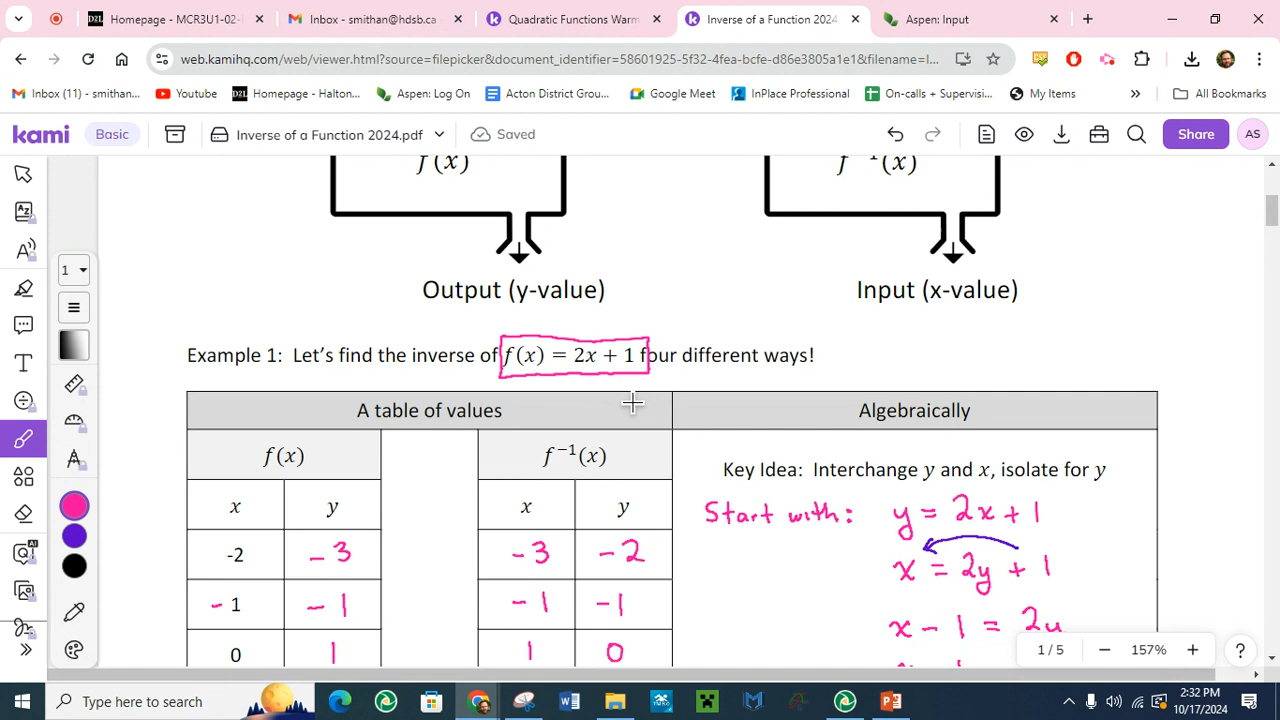 Homepage - MCR3U1-02-
Inbox - smithan@hdsb.ca
Quadratic Functions Warm
Inverse of a Function 2024
Aspen: Input
web.kamihq.com/web/viewer.html?source=filepicker&document_identifier=58601925-5f32-4fea-bcfe-d86e3805a1e1&filename=I...
Inbox (11) - smithan...
Youtube
Homepage - Halton...
Aspen: Log On
Acton District Grou...
Google Meet
InPlace Professional
On-calls + Supervisio...
My Items
All Bookmarks
kami
Basic
Inverse of a Function 2024.pdf
Saved
Share
AS
f(x)
f⁻¹(x)
Output (y-value)
Input (x-value)
Example 1: Let's find the inverse of f(x) = 2x + 1 four different ways!
A table of values
Algebraically
f(x)
f⁻¹(x)
Key Idea: Interchange y and x, isolate for y
x y x y
Start with: y = 2x + 1
-2 -3 -3 -2
x = 2y + 1
-1 -1 -1 -1
x - 1 = 2y
0 1 1 0
1
1 / 5
157%
Type here to search
2:32 PM
10/17/2024